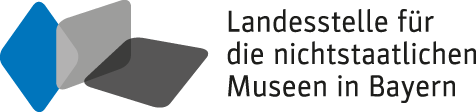 Landesstelle für
die nichtstaatlichen
Museen in Bayern